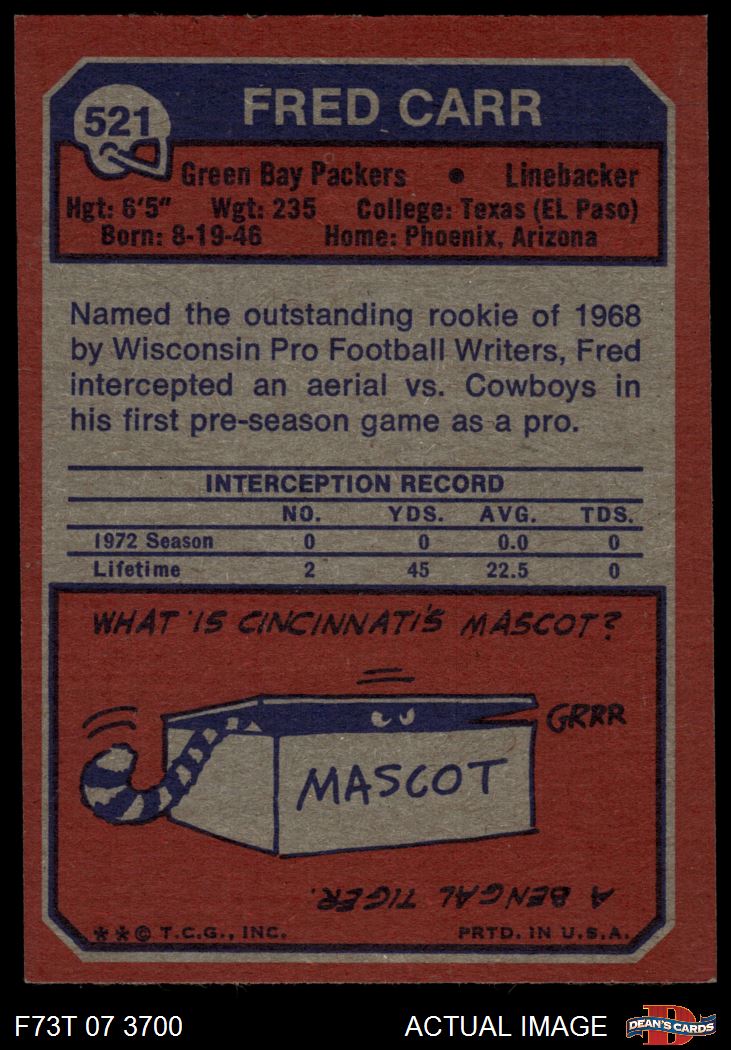 521
FRED CARR
Green Bay Packers • Linebacker
Hgt: 6'5" Wgt: 235 College: Texas (EL Paso)
Born: 8-19-46 Home: Phoenix, Arizona
Named the outstanding rookie of 1968
by Wisconsin Pro Football Writers, Fred
intercepted an aerial vs. Cowboys in
his first pre-season game as a pro.
INTERCEPTION RECORD
NO. YDS. AVG. TDS.
1972 Season 0 0 0.0 0
Lifetime 2 45 22.5 0
WHAT IS CINCINNATI'S MASCOT?
GRRR
MASCOT
A BENGAL TIGER.
**© T.C.G., INC. PRTD. IN U.S.A.
F73T 07 3700 ACTUAL IMAGE DEAN'S CARDS